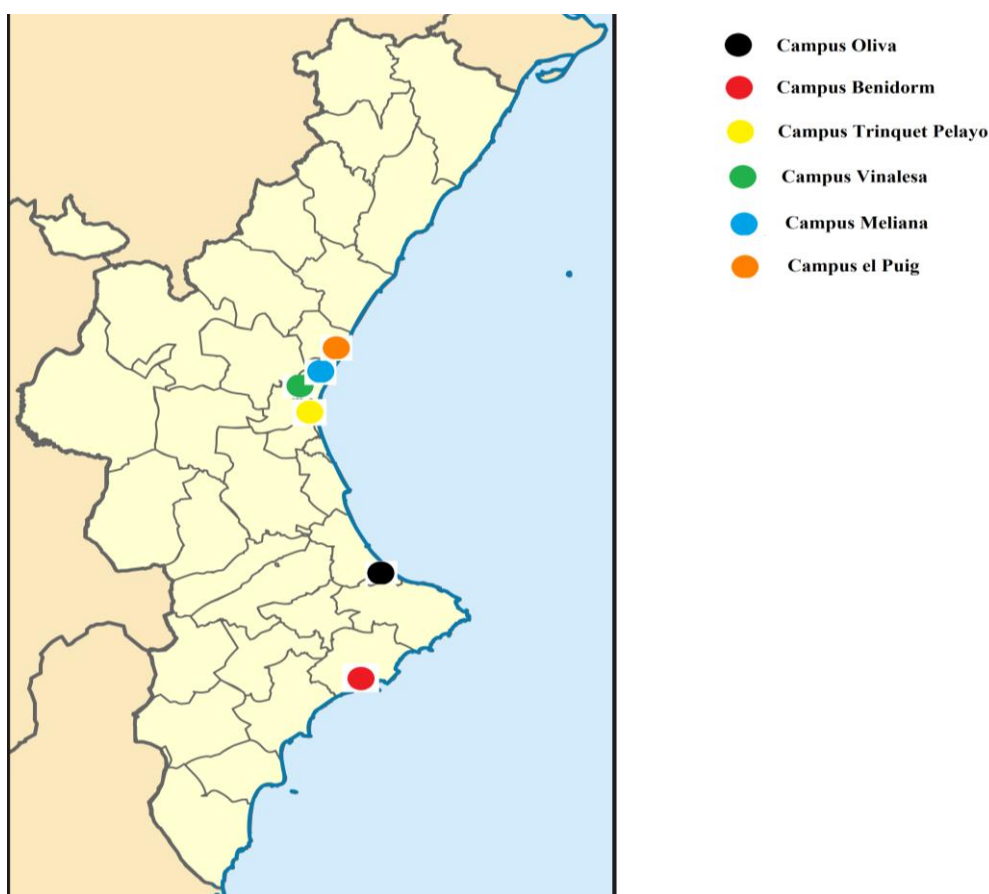 Campus Oliva
Campus Benidorm
Campus Trinquet Pelayo
Campus Vinalesa
Campus Meliana
Campus el Puig